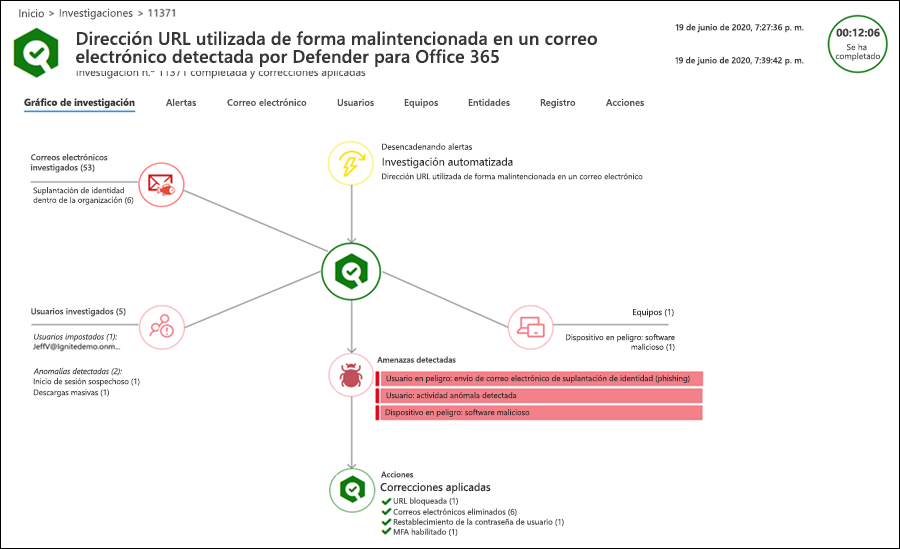 Inicio > Investigaciones > 11371
Dirección URL utilizada de forma malintencionada en un correo
electrónico detectada por Defender para Office 365
Investigación n.º 11371 completada y correcciones aplicadas
19 de junio de 2020, 7:27:36 p. m.
19 de junio de 2020, 7:39:42 p. m.
00:12:06
Se ha
completado
Gráfico de investigación
Alertas
Correo electrónico
Usuarios
Equipos
Entidades
Registro
Acciones
Desencadenando alertas
Investigación automatizada
Dirección URL utilizada de forma malintencionada en un correo electrónico
Correos electrónicos
investigados (53)
Suplantación de identidad
dentro de la organización (6)
Usuarios investigados (5)
Usuarios impostados (1):
JeffV@Ignitedemo.onm...
Anomalías detectadas (2):
Inicio de sesión sospechoso (1)
Descargas masivas (1)
Equipos (1)
Dispositivo en peligro: software
malicioso (1)
Amenazas detectadas
Usuario en peligro: envío de correo electrónico de suplantación de identidad (phishing)
Usuario: actividad anómala detectada
Dispositivo en peligro: software malicioso
Acciones
Correcciones aplicadas
URL bloqueada (1)
Correos electrónicos eliminados (6)
Restablecimiento de la contraseña de usuario (1)
MFA habilitado (1)